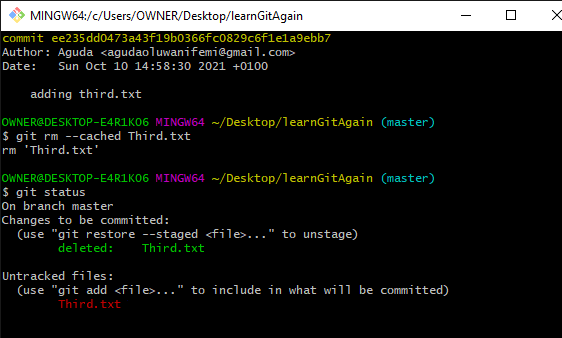 MINGW64:/c/Users/OWNER/Desktop/learnGitAgain
commit ee235dd0473a43f19b0366fc0829c6f1e1a9ebb7
Author: Aguda <agudaoluwanifemi@gmail.com>
Date:   Sun Oct 10 14:58:30 2021 +0100
    adding third.txt
OWNER@DESKTOP-E4R1KO6 MINGW64 ~/Desktop/learnGitAgain (master)
$ git rm --cached Third.txt
rm 'Third.txt'
OWNER@DESKTOP-E4R1KO6 MINGW64 ~/Desktop/learnGitAgain (master)
$ git status
On branch master
Changes to be committed:
  (use "git restore --staged <file>..." to unstage)
        deleted:    Third.txt
Untracked files:
  (use "git add <file>..." to include in what will be committed)
        Third.txt